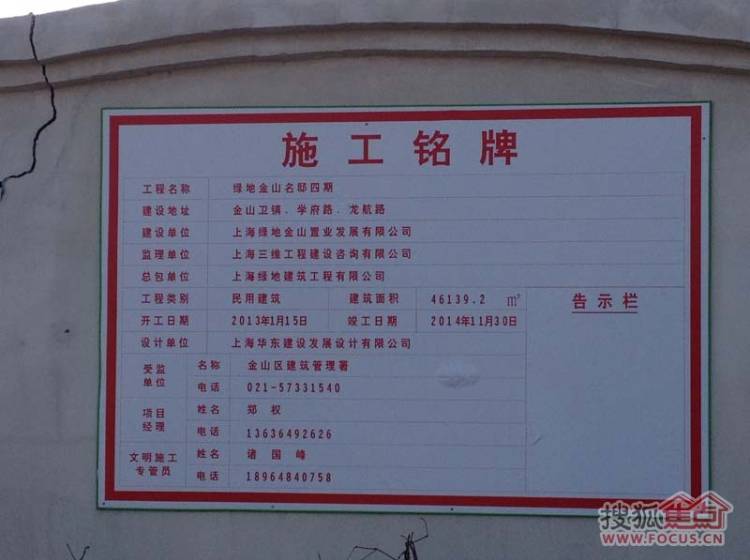 施工铭牌
工程名称 绿地金山名邸四期
建设地址 金山卫镇、学府路、龙航路
建设单位 上海绿地金山置业发展有限公司
监理单位 上海三维工程建设咨询有限公司
总包单位 上海绿地建筑工程有限公司
工程类别 民用建筑 建筑面积 46139.2 ㎡
告示栏
开工日期 2013年1月15日 竣工日期 2014年11月30日
设计单位 上海华东建设发展设计有限公司
受监单位 名称 金山区建筑管理署
电话 021-57331540
项目经理 姓名 郑权
电话 13636492626
文明施工专管员 姓名 诸国峰
电话 18964840758
搜狐焦点
WWW.FOCUS.CN